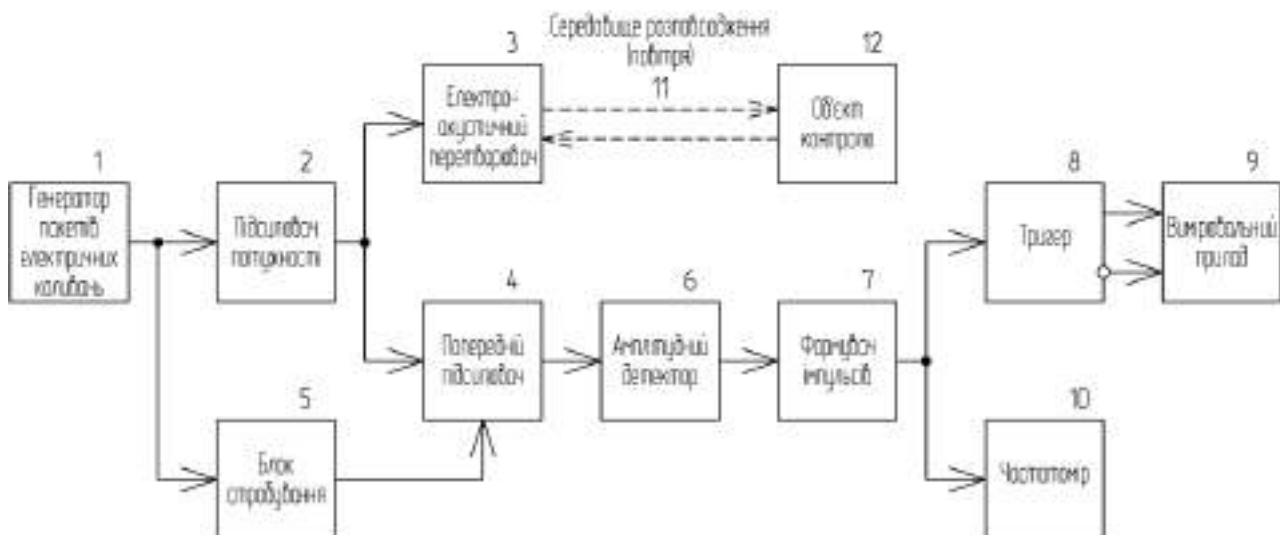 Середовище розповсюдження
(повітря)
11
3
Електро-
акустичний
перетворювач
12
Об'єкт
контролю
1
Генератор
пакетів
електричних
коливань
2
Підсилювач
потужності
8
Тригер
9
Вимірювальний
прилад
4
Попередній
підсилювач
6
Амплітудний
детектор
7
Формувач
імпульсів
5
Блок
стробування
10
Частотомір